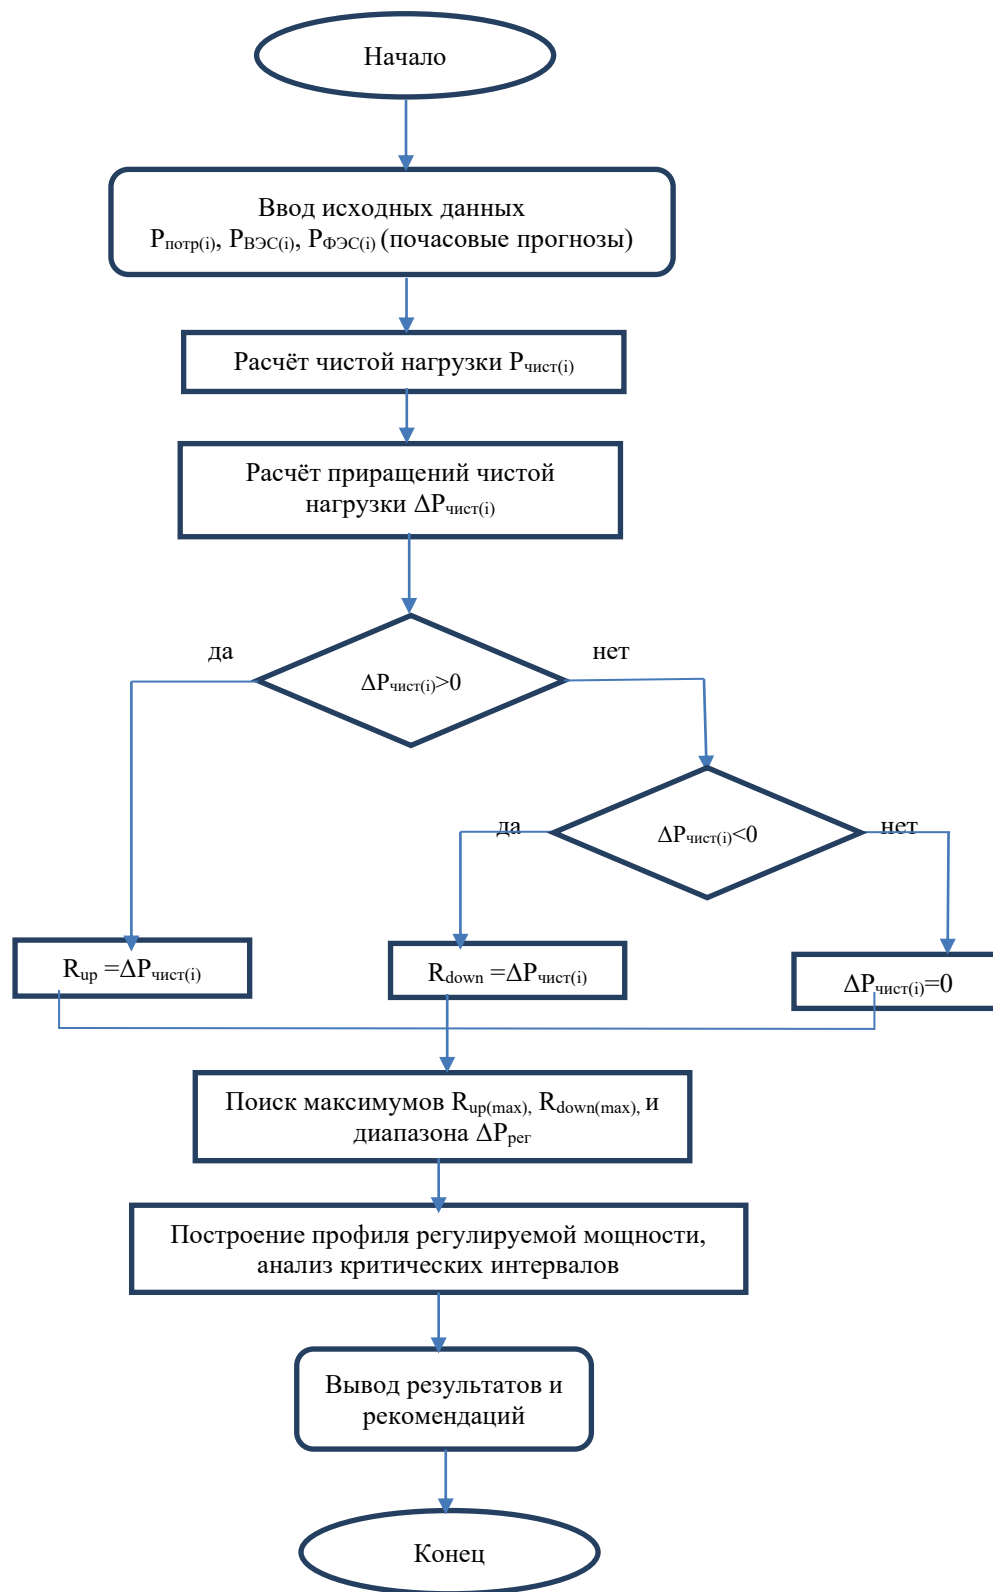 Начало
Ввод исходных данных
Pпотр(i), PВЭС(i), PФЭС(i) (почасовые прогнозы)
Расчёт чистой нагрузки Pчист(i)
Расчёт приращений чистой
нагрузки ΔPчист(i)
да
нет
ΔPчист(i)>0
да
нет
ΔPчист(i)<0
Rup =ΔPчист(i)
Rdown =ΔPчист(i)
ΔPчист(i)=0
Поиск максимумов Rup(max), Rdown(max), и
диапазона ΔPрег
Построение профиля регулируемой мощности,
анализ критических интервалов
Вывод результатов и
рекомендаций
Конец